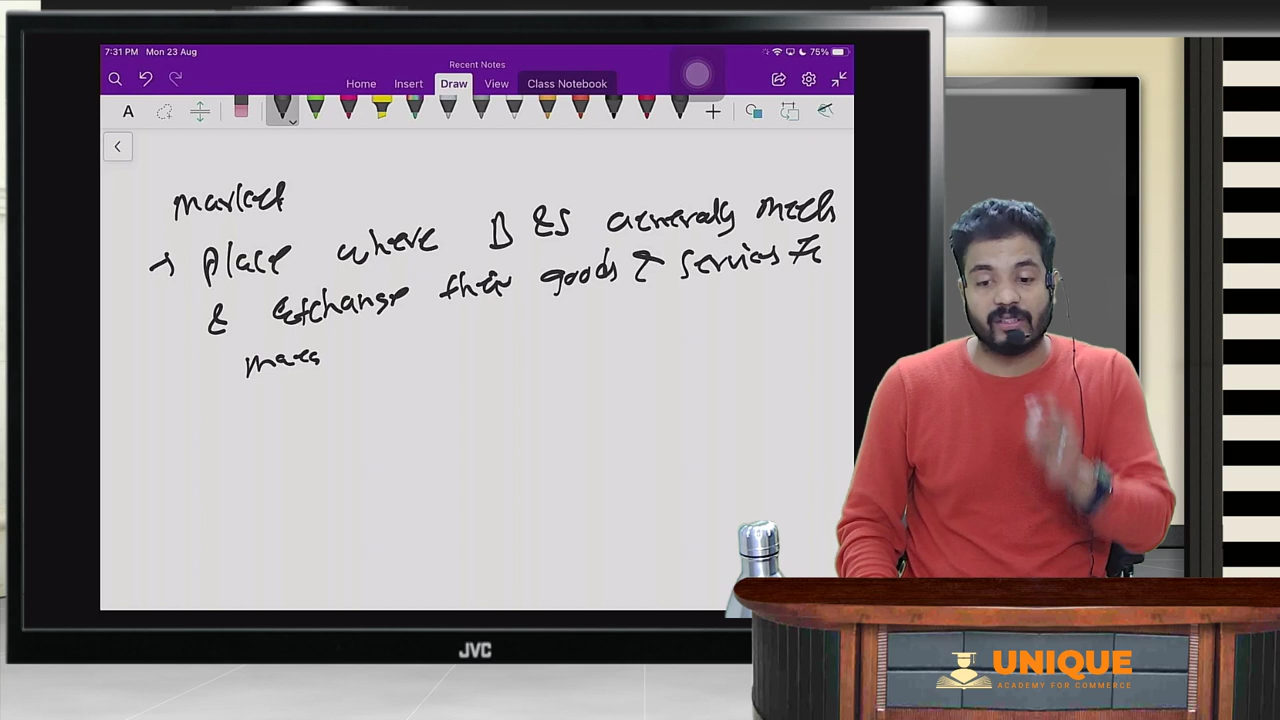 7:31 PM Mon 23 Aug
75%
Recent Notes
Home Insert Draw View Class Notebook
A
Market
→ place where B & S Generally meet
& Exchange their goods & services
JVC
UNIQUE
ACADEMY FOR COMMERCE